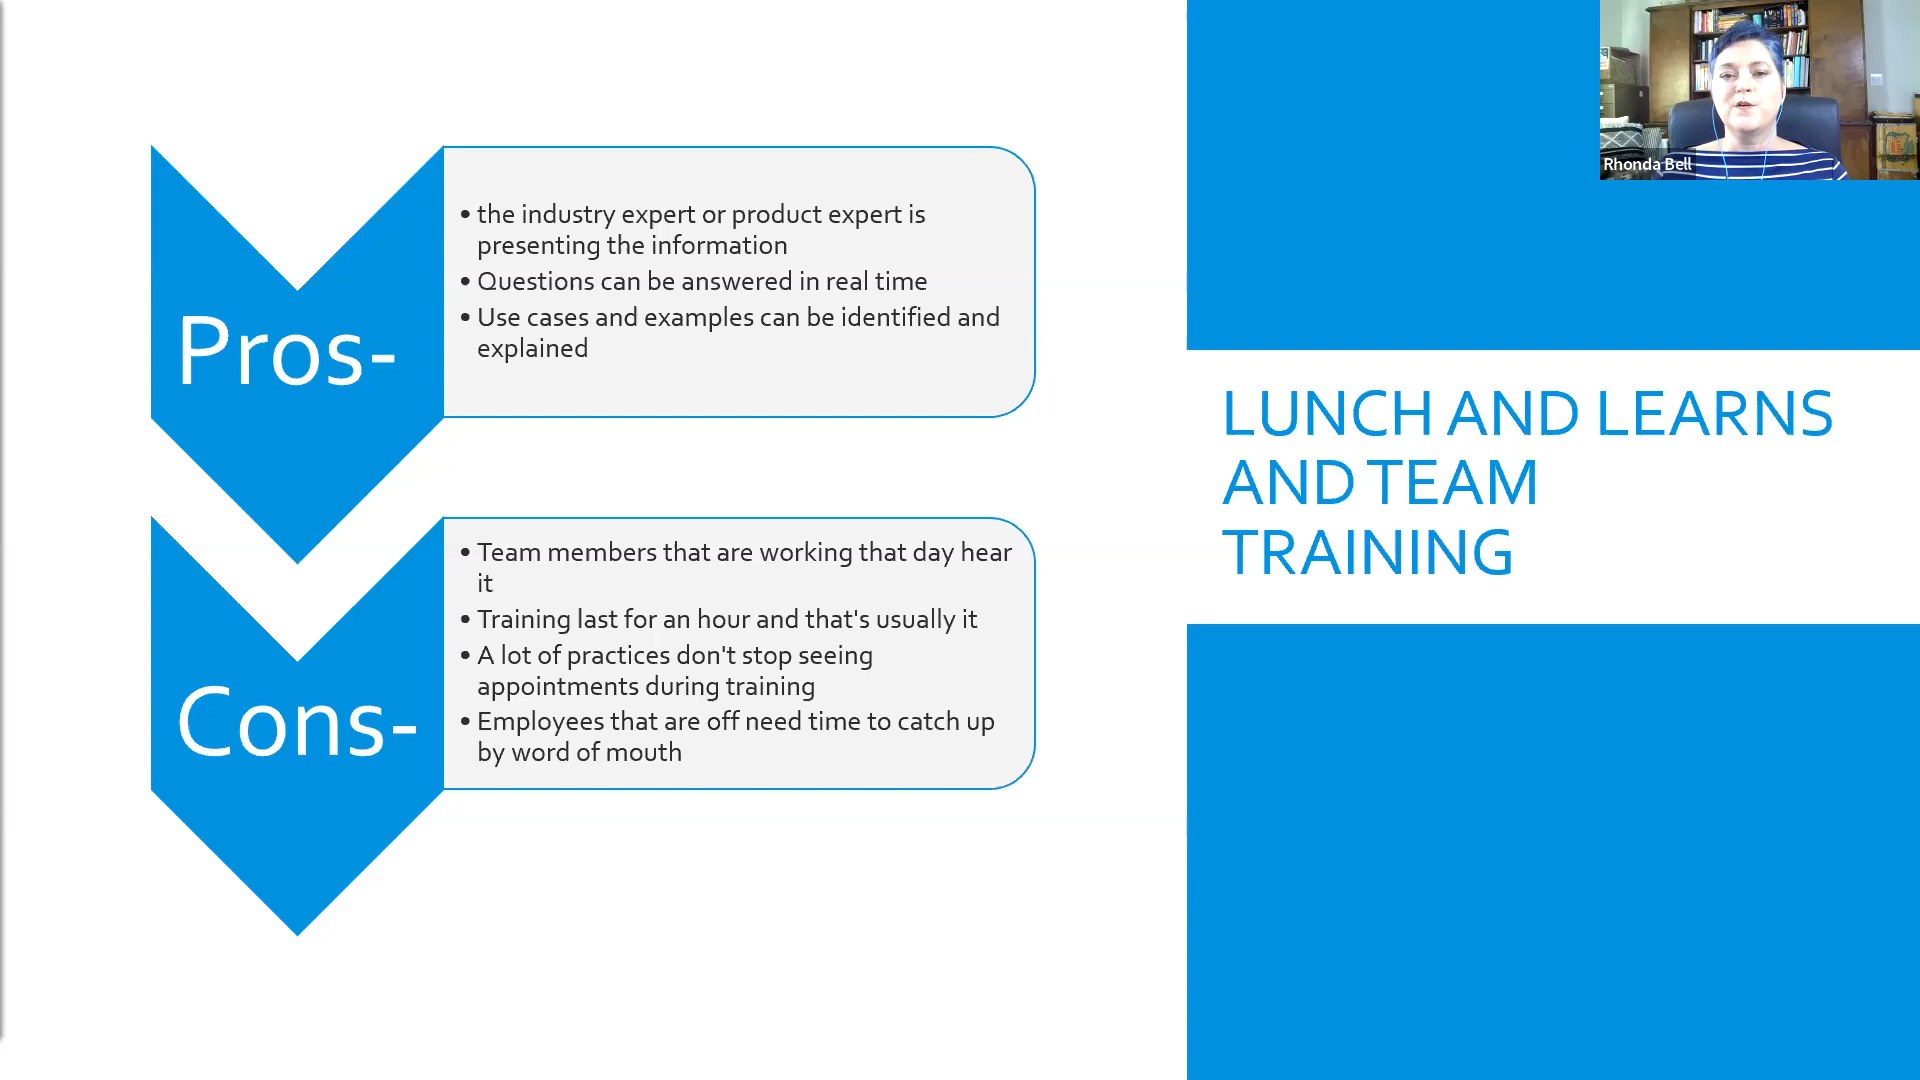 Pros-
• the industry expert or product expert is
presenting the information
• Questions can be answered in real time
• Use cases and examples can be identified and
explained
Cons-
• Team members that are working that day hear
it
• Training last for an hour and that's usually it
• A lot of practices don't stop seeing
appointments during training
• Employees that are off need time to catch up
by word of mouth
LUNCH AND LEARNS
AND TEAM
TRAINING
Rhonda Bell